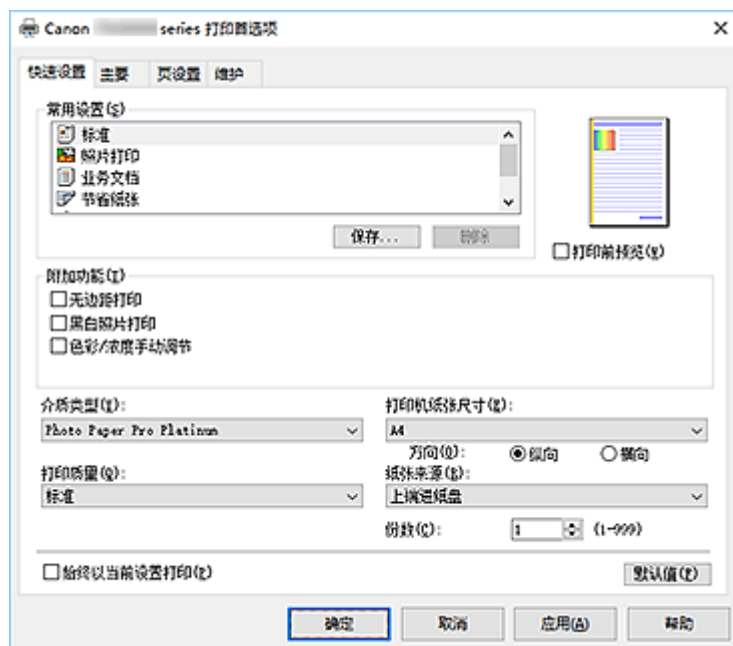 Canon series 打印首选项
快速设置 主要 页设置 维护
常用设置(S)
标准
照片打印
业务文档
节省纸张
保存... 删除
打印前预览(V)
附加功能(I)
无边距打印
黑白照片打印
色彩/浓度手动调节
介质类型(I): 打印机纸张尺寸(Z):
Photo Paper Pro Platinum A4
方向(O): 纵向 横向
打印质量(Q): 纸张来源(R):
标准 上端进纸盘
份数(C): 1 (1-999)
始终以当前设置打印(P) 默认值(F)
确定 取消 应用(A) 帮助